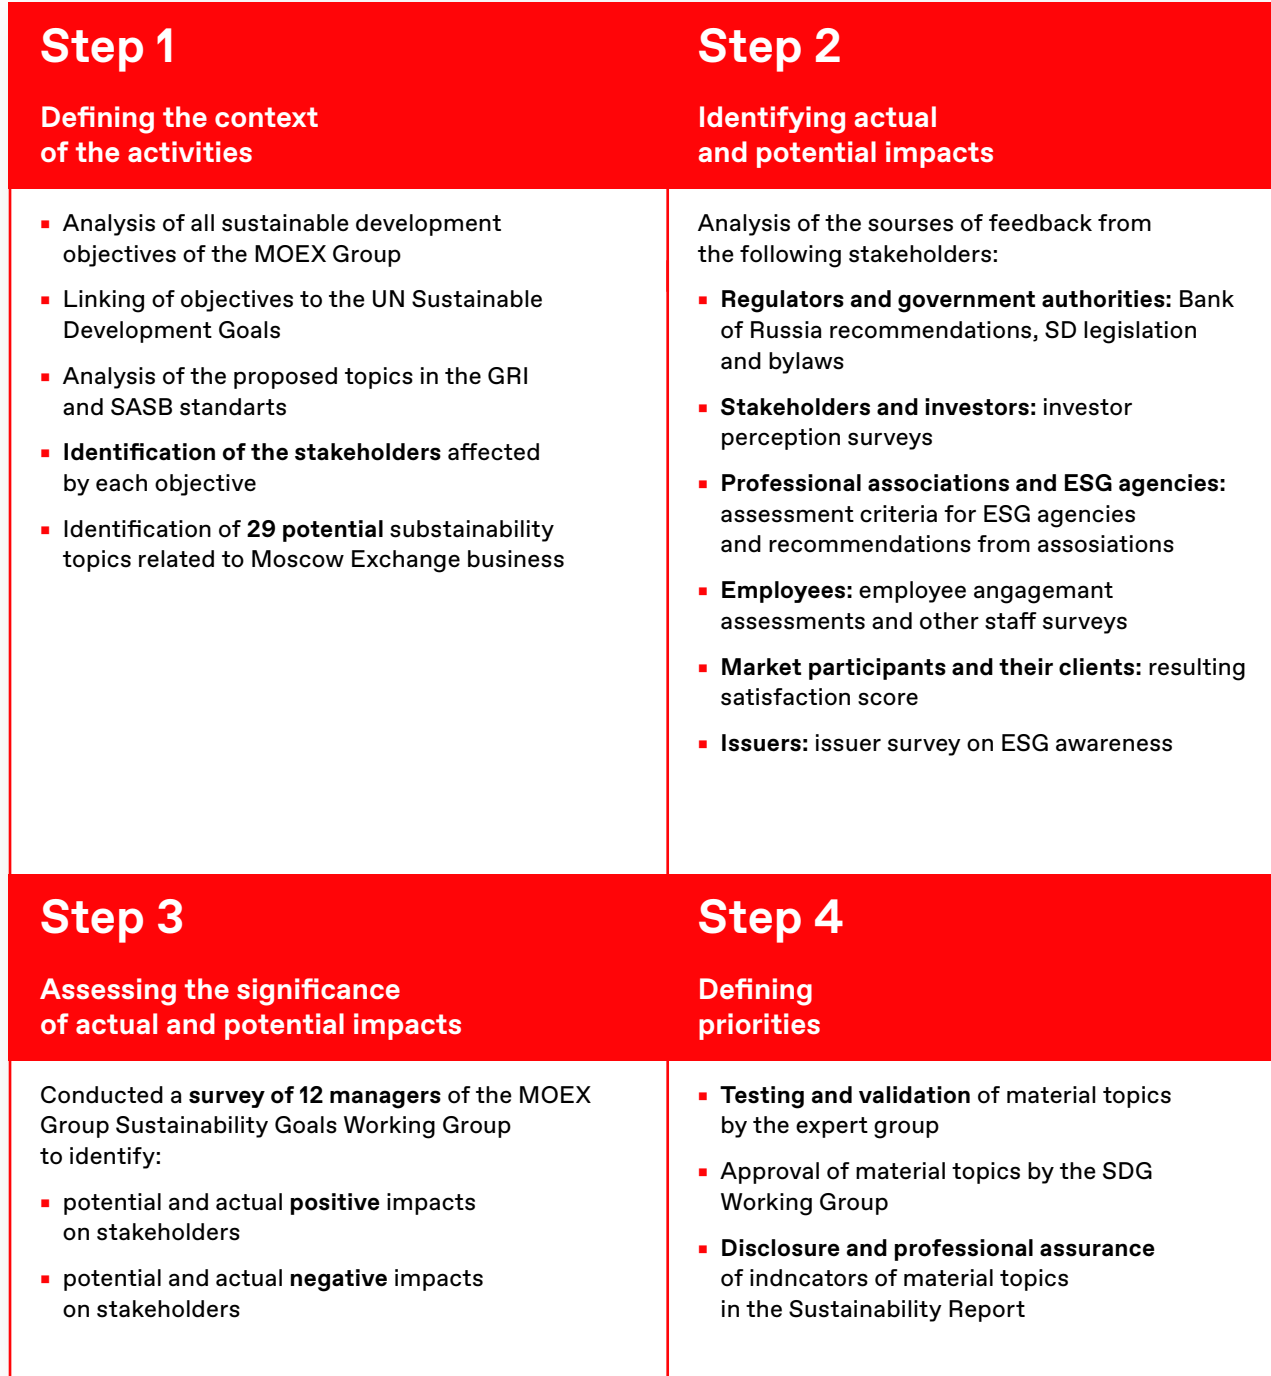 Step 1
Defining the context
of the activities
▪ Analysis of all sustainable development
objectives of the MOEX Group
▪ Linking of objectives to the UN Sustainable
Development Goals
▪ Analysis of the proposed topics in the GRI
and SASB standarts
▪ Identification of the stakeholders affected
by each objective
▪ Identification of 29 potential substainability
topics related to Moscow Exchange business
Step 2
Identifying actual
and potential impacts
Analysis of the sourses of feedback from
the following stakeholders:
▪ Regulators and government authorities: Bank
of Russia recommendations, SD legislation
and bylaws
▪ Stakeholders and investors: investor
perception surveys
▪ Professional associations and ESG agencies:
assessment criteria for ESG agencies
and recommendations from assosiations
▪ Employees: employee angagemant
assessments and other staff surveys
▪ Market participants and their clients: resulting
satisfaction score
▪ Issuers: issuer survey on ESG awareness
Step 3
Assessing the significance
of actual and potential impacts
Conducted a survey of 12 managers of the MOEX
Group Sustainability Goals Working Group
to identify:
▪ potential and actual positive impacts
on stakeholders
▪ potential and actual negative impacts
on stakeholders
Step 4
Defining
priorities
▪ Testing and validation of material topics
by the expert group
▪ Approval of material topics by the SDG
Working Group
▪ Disclosure and professional assurance
of indncators of material topics
in the Sustainability Report